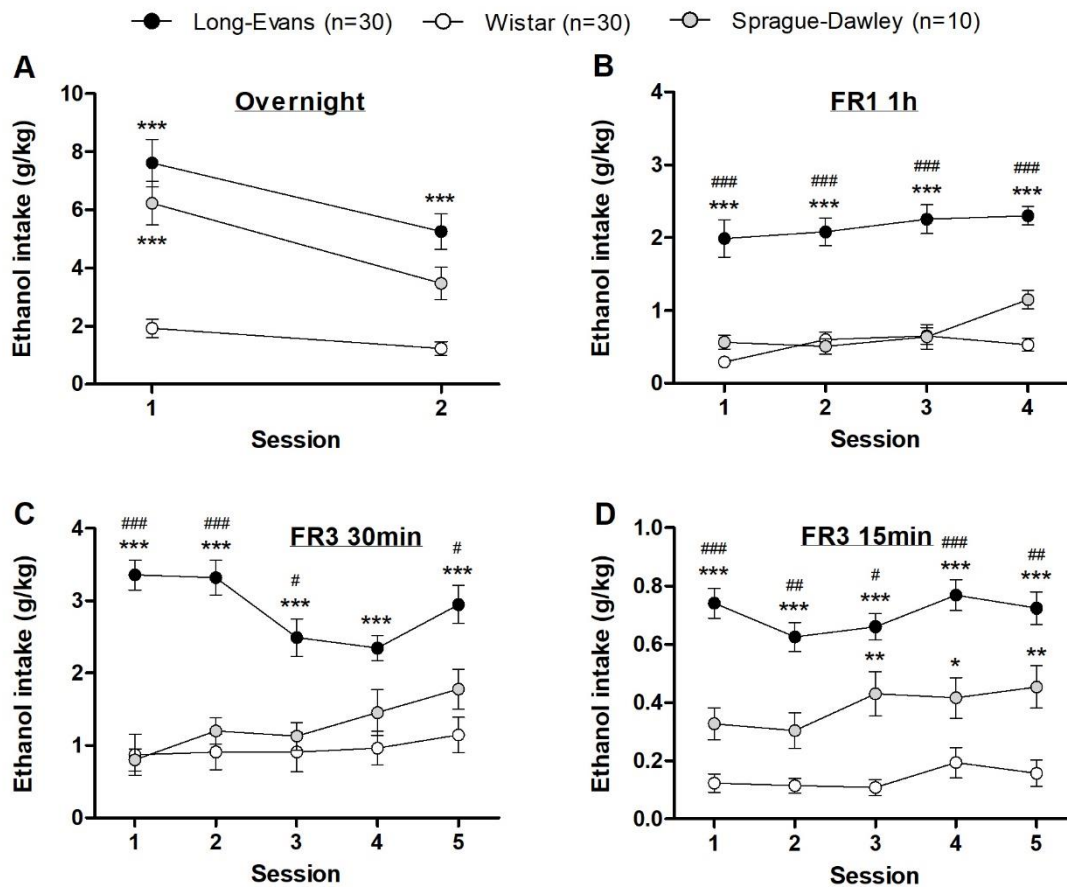 Long-Evans (n=30) Wistar (n=30) Sprague-Dawley (n=10)
A
Overnight
Ethanol intake (g/kg)
10
8
6
4
2
0
***
***
***
1 2
Session
B
FR1 1h
Ethanol intake (g/kg)
4
3
2
1
0
### ### ### ###
*** *** *** ***
1 2 3 4
Session
C
FR3 30min
Ethanol intake (g/kg)
4
3
2
1
0
### ### # #
*** *** *** *** ***
1 2 3 4 5
Session
D
FR3 15min
Ethanol intake (g/kg)
1.0
0.8
0.6
0.4
0.2
0.0
### ## # ### ##
*** *** *** *** ***
** * **
1 2 3 4 5
Session